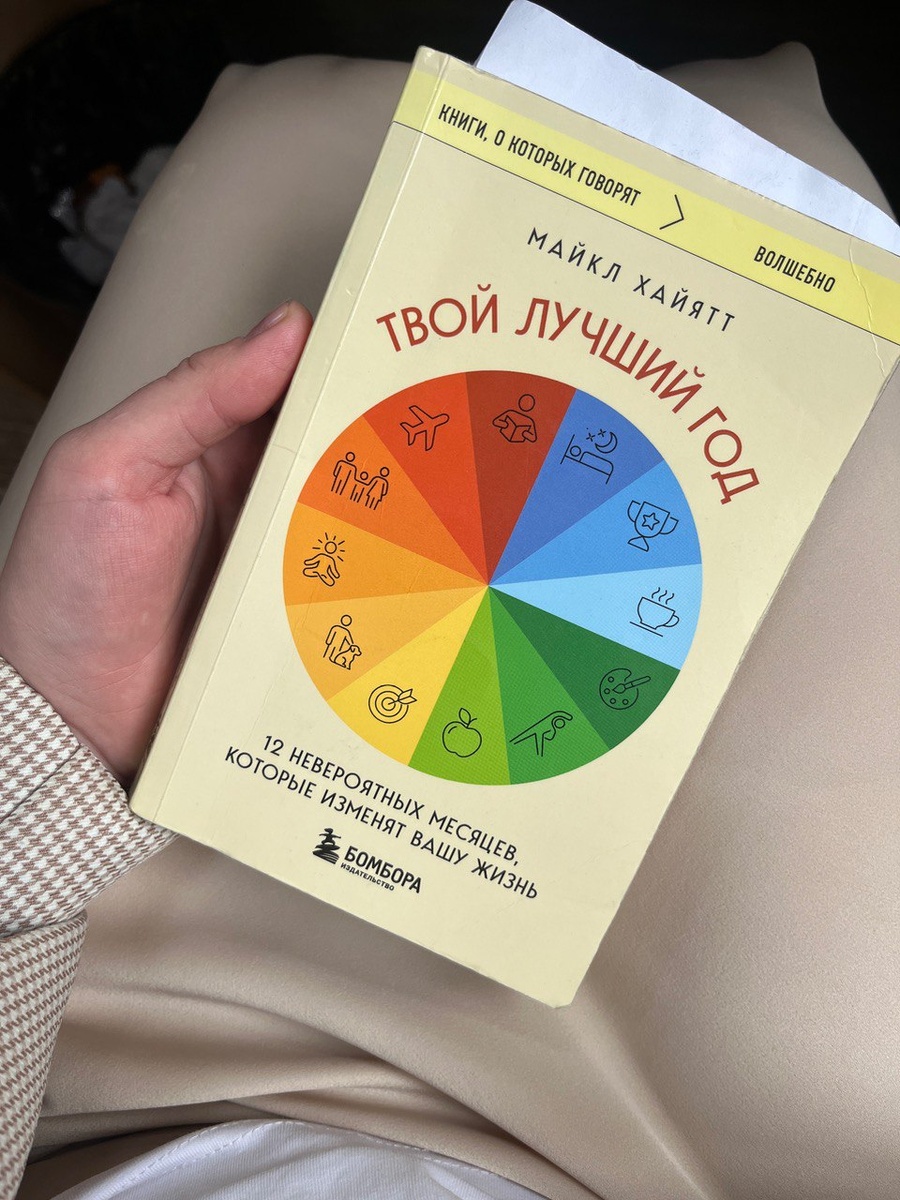 КНИГИ, О КОТОРЫХ ГОВОРЯТ
ВОЛШЕБНО
МАЙКЛ ХАЙЯТТ
ТВОЙ ЛУЧШИЙ ГОД
12 НЕВЕРОЯТНЫХ МЕСЯЦЕВ,
КОТОРЫЕ ИЗМЕНЯТ ВАШУ ЖИЗНЬ
БОМБОРА
ИЗДАТЕЛЬСТВО